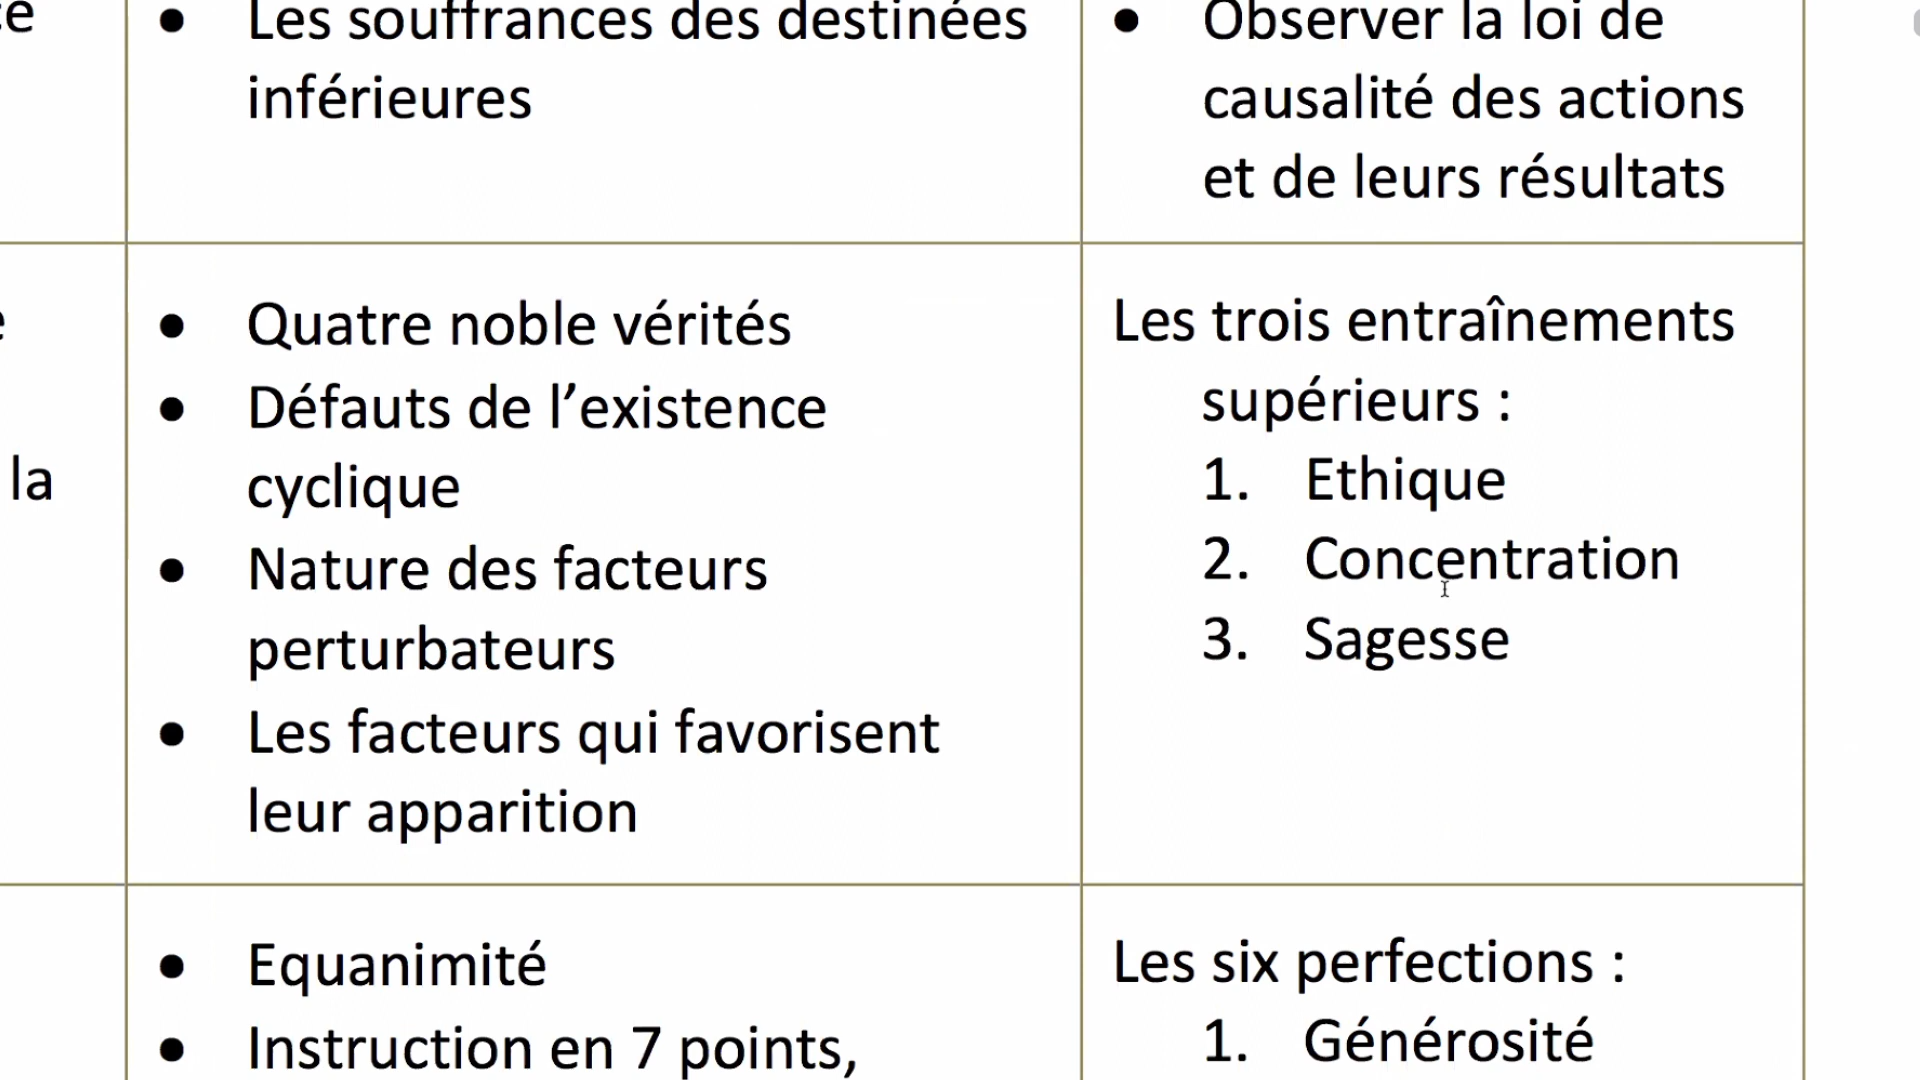 Les souffrances des destinées
inférieures
Observer la loi de
causalité des actions
et de leurs résultats
la
• Quatre noble vérités
• Défauts de l’existence
cyclique
• Nature des facteurs
perturbateurs
• Les facteurs qui favorisent
leur apparition
Les trois entraînements
supérieurs :
1. Ethique
2. Concentration
3. Sagesse
• Equanimité
• Instruction en 7 points,
Les six perfections :
1. Générosité